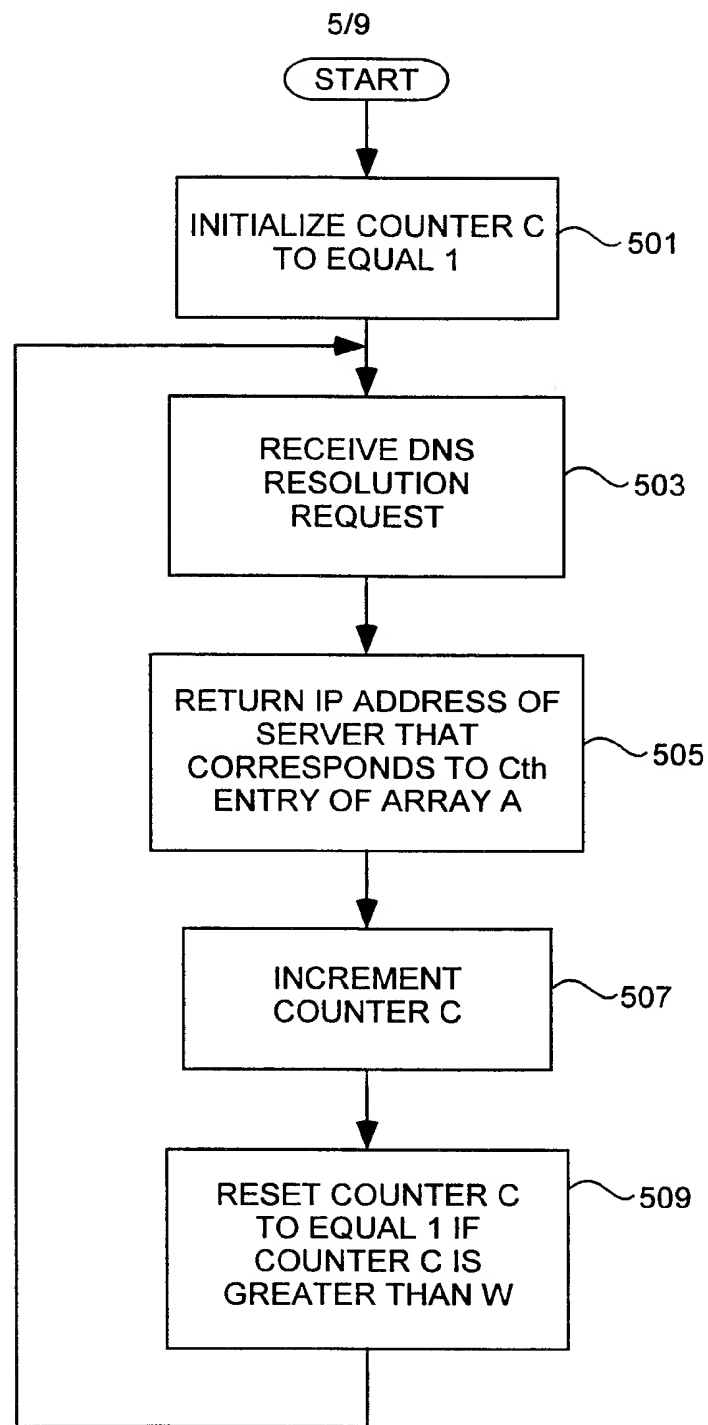 5/9
START
INITIALIZE COUNTER C
TO EQUAL 1
501
RECEIVE DNS
RESOLUTION
REQUEST
503
RETURN IP ADDRESS OF
SERVER THAT
CORRESPONDS TO Cth
ENTRY OF ARRAY A
505
INCREMENT
COUNTER C
507
RESET COUNTER C
TO EQUAL 1 IF
COUNTER C IS
GREATER THAN W
509